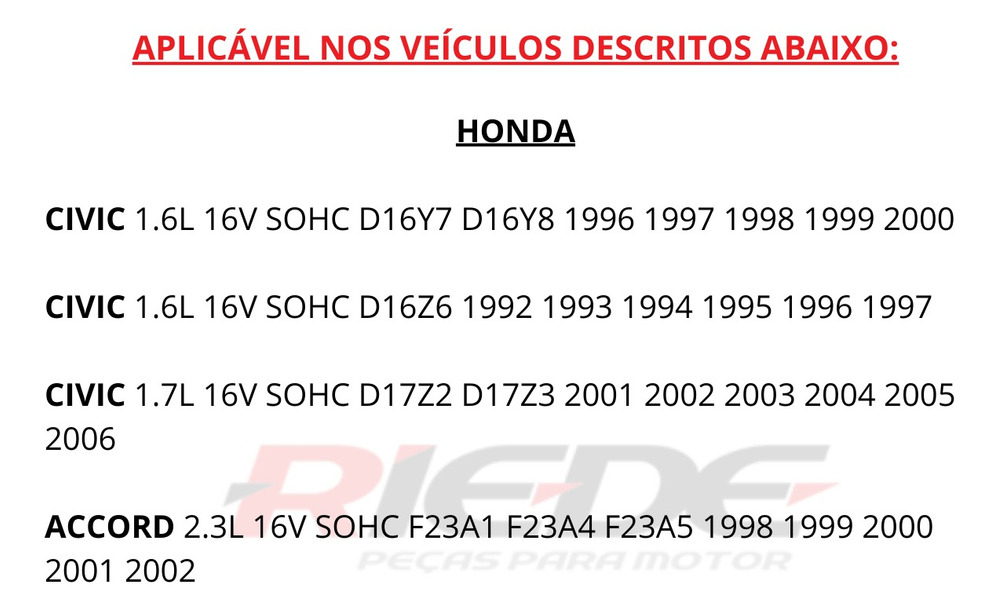 APLICÁVEL NOS VEÍCULOS DESCRITOS ABAIXO:
HONDA
CIVIC 1.6L 16V SOHC D16Y7 D16Y8 1996 1997 1998 1999 2000
CIVIC 1.6L 16V SOHC D16Z6 1992 1993 1994 1995 1996 1997
CIVIC 1.7L 16V SOHC D17Z2 D17Z3 2001 2002 2003 2004 2005
2006
RIEDE
ACCORD 2.3L 16V SOHC F23A1 F23A4 F23A5 1998 1999 2000
PEÇAS PARA MOTOR
2001 2002